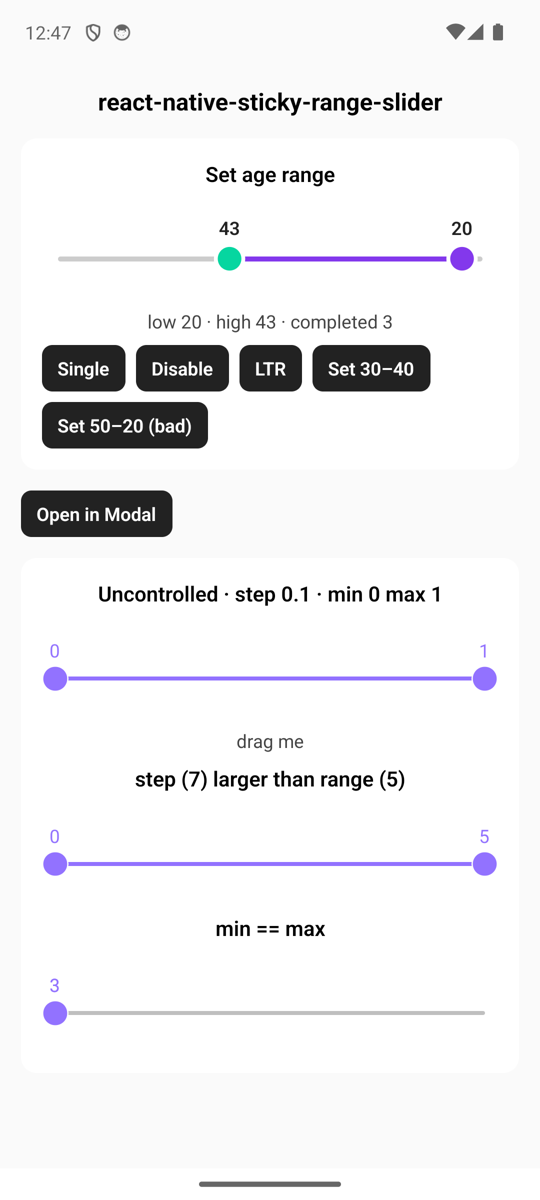 12:47
react-native-sticky-range-slider
Set age range
43 20
low 20 · high 43 · completed 3
Single Disable LTR Set 30–40
Set 50–20 (bad)
Open in Modal
Uncontrolled · step 0.1 · min 0 max 1
0 1
drag me
step (7) larger than range (5)
0 5
min == max
3